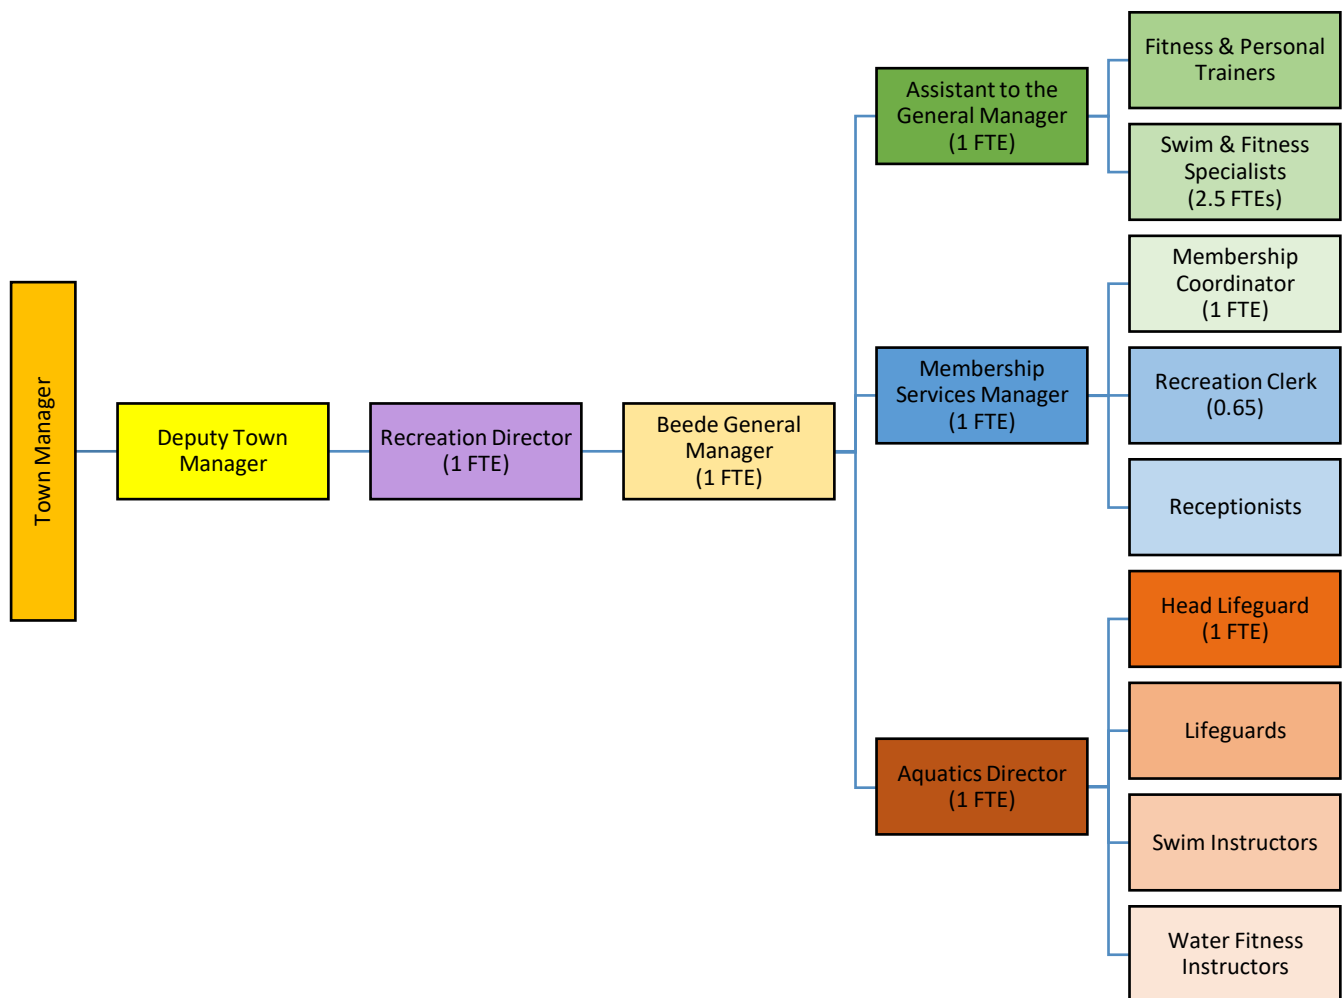 Town Manager
Deputy Town
Manager
Recreation Director
(1 FTE)
Beede General
Manager
(1 FTE)
Assistant to the
General Manager
(1 FTE)
Fitness & Personal
Trainers
Swim & Fitness
Specialists
(2.5 FTEs)
Membership
Services Manager
(1 FTE)
Membership
Coordinator
(1 FTE)
Recreation Clerk
(0.65)
Receptionists
Aquatics Director
(1 FTE)
Head Lifeguard
(1 FTE)
Lifeguards
Swim Instructors
Water Fitness
Instructors